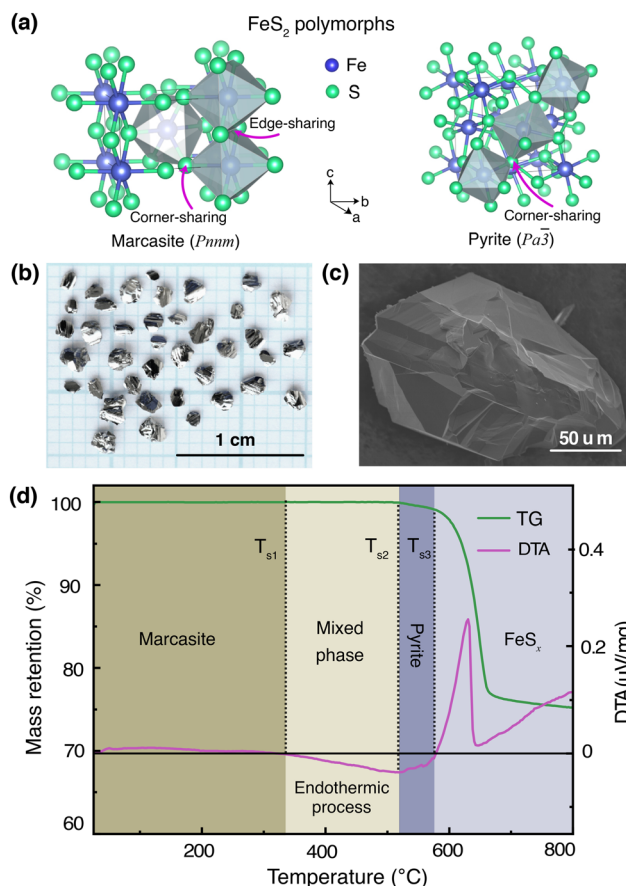 (a)
FeS2 polymorphs
Fe
S
Edge-sharing
Corner-sharing
c
b
a
Corner-sharing
Marcasite (Pnnm)
Pyrite (Pa3̅)
(b)
1 cm
(c)
50 u m
(d)
100
90
80
70
60
Mass retention (%)
Ts1
Ts2
Ts3
TG
DTA
Marcasite
Mixed
phase
Pyrite
FeSx
Endothermic
process
0.4
0.2
0
DTA(uV/mg)
200
400
600
800
Temperature (°C)